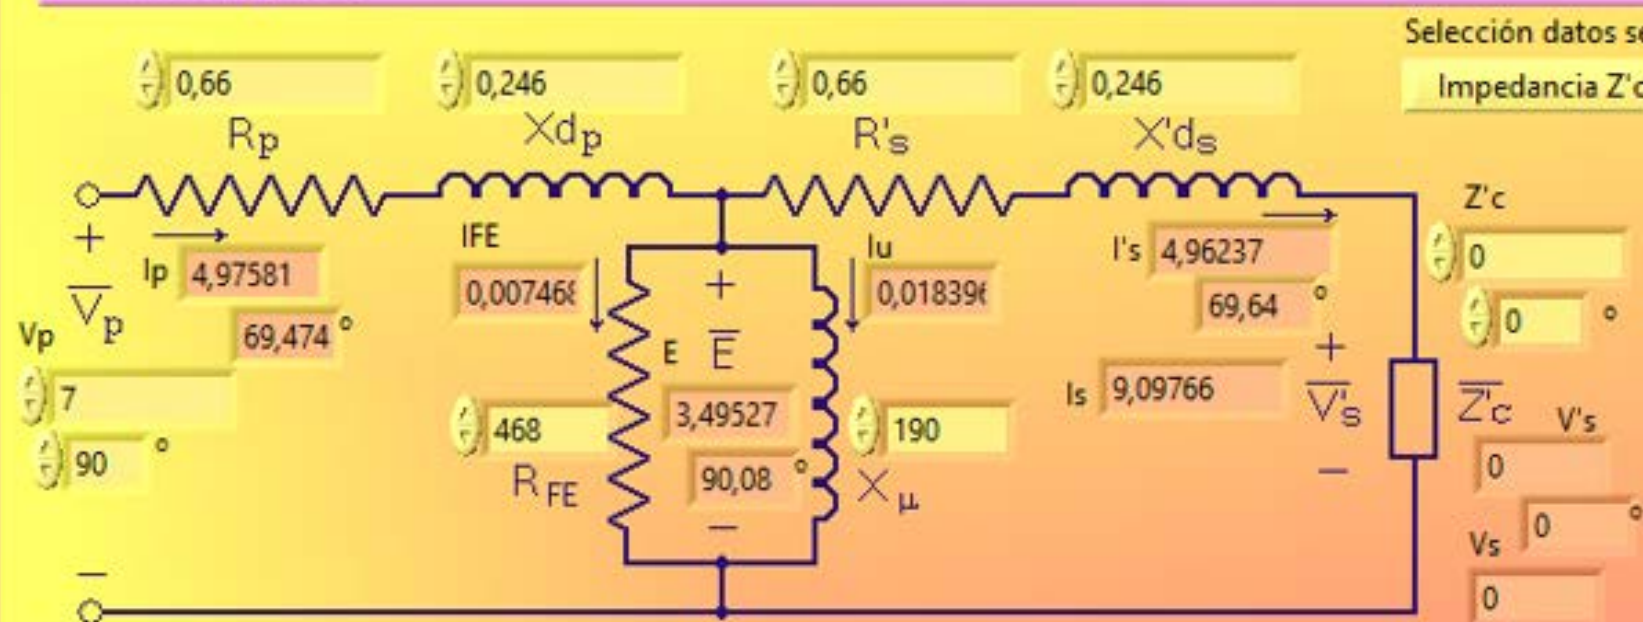 Selección datos
0,66
0,246
0,66
0,246
Impedancia Z'c
Rp
Xdp
R's
X'ds
Z'c
+
IFE
Iu
I's 4,96237
0
Ip 4,97581
69,64 °
0 °
Vp
0,00746
+
0,01839
69,474 °
Vp
E
E
+
Is 9,09766
V's
Z'c
7
468
3,49527
190
V's
90 °
RFE
90,08 °
Xμ
−
0
−
0 °
Vs
−
0